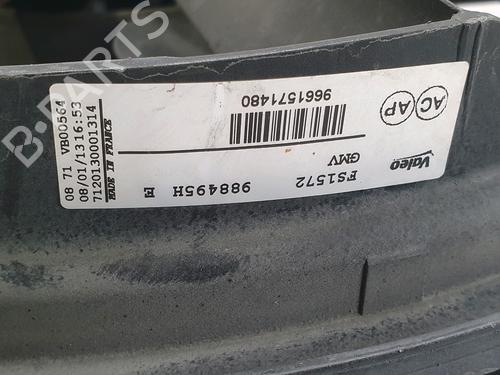 Valeo
GMV
FS1572
988495H E
9661571480
AC
AP
08 71 VB00564
08/01/13 16:53
7120130001314
MADE IN FRANCE
B-PARTS